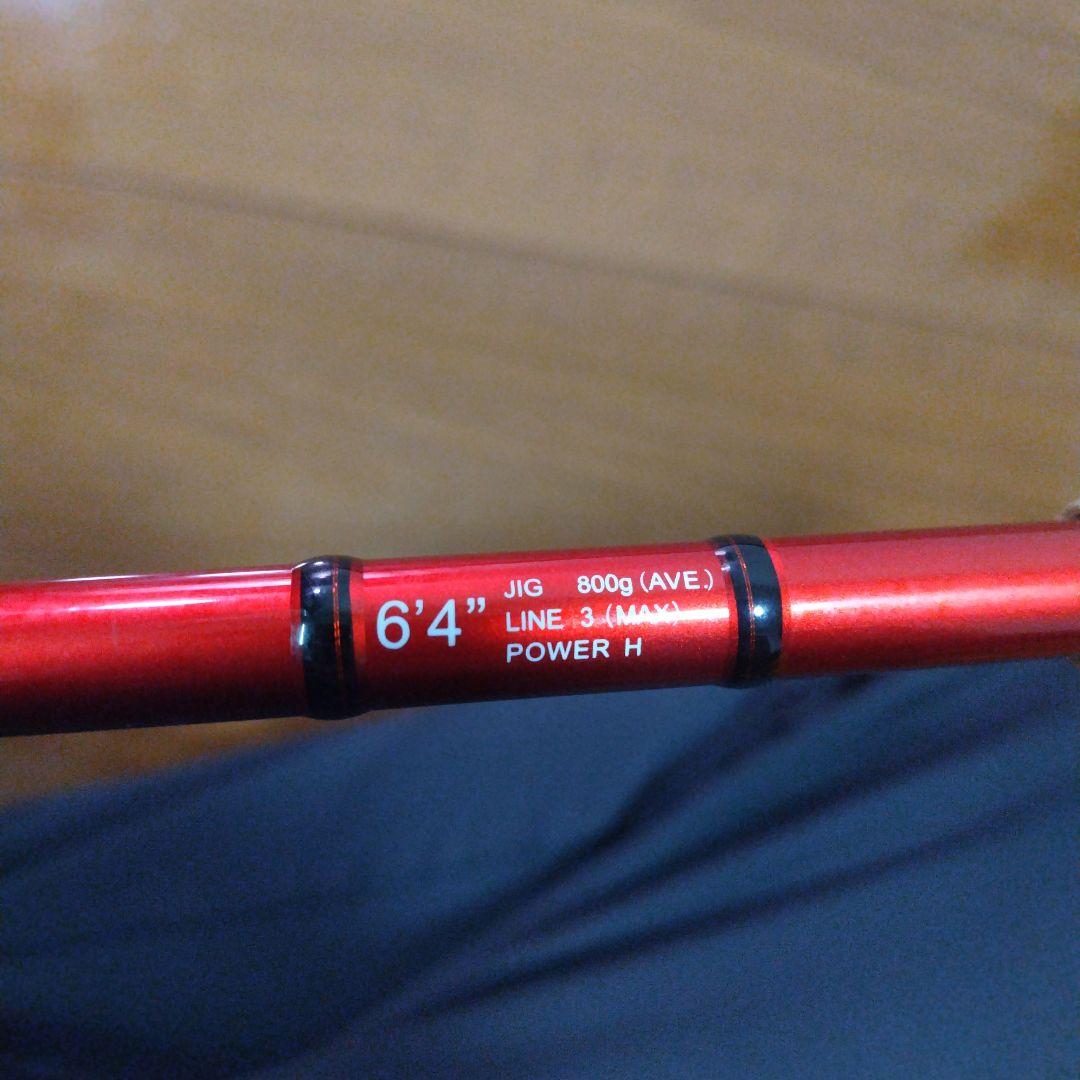 6'4"
JIG 800g (AVE.)
LINE 3 (MAX)
POWER H